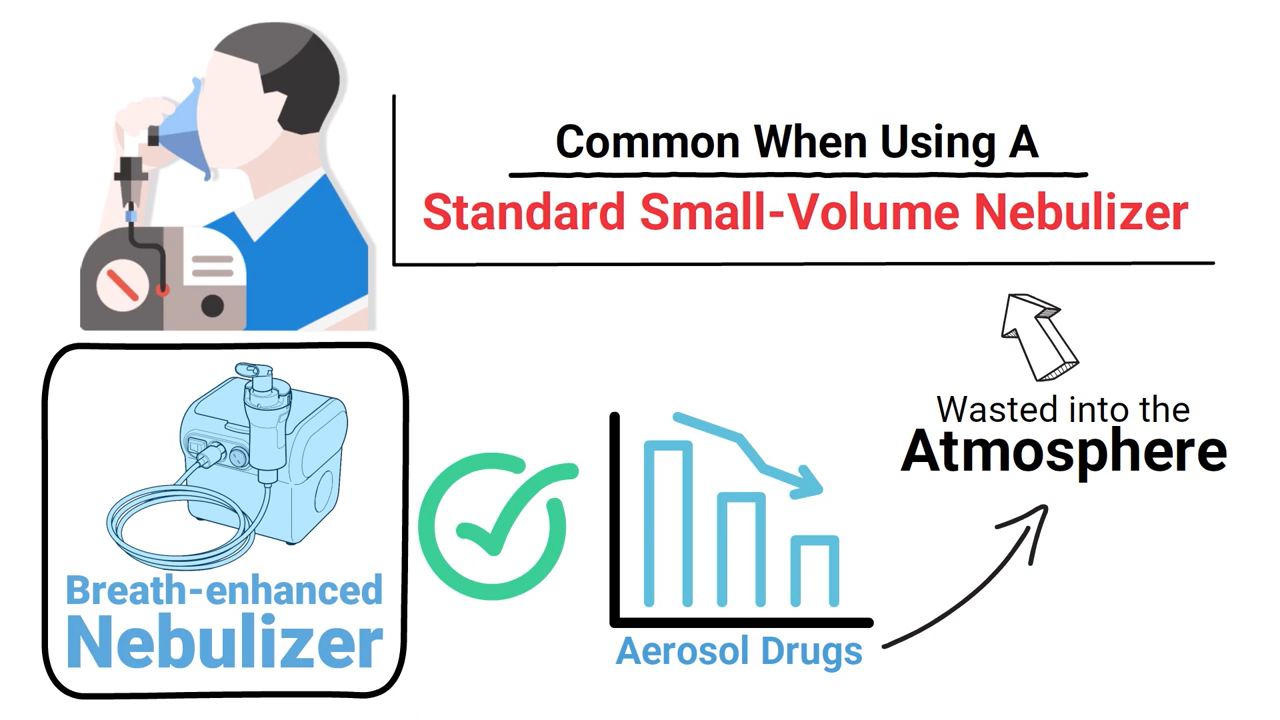 Common When Using A
Standard Small-Volume Nebulizer
Wasted into the
Atmosphere
Breath-enhanced
Nebulizer
Aerosol Drugs